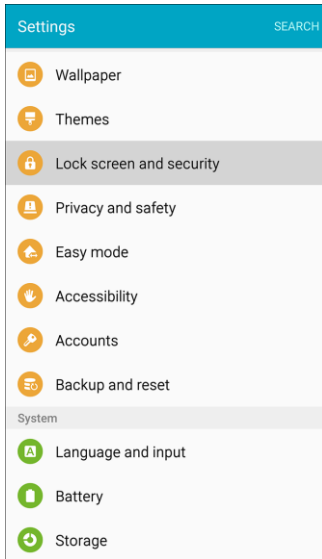 Settings SEARCH
Wallpaper
Themes
Lock screen and security
Privacy and safety
Easy mode
Accessibility
Accounts
Backup and reset
System
A Language and input
Battery
Storage